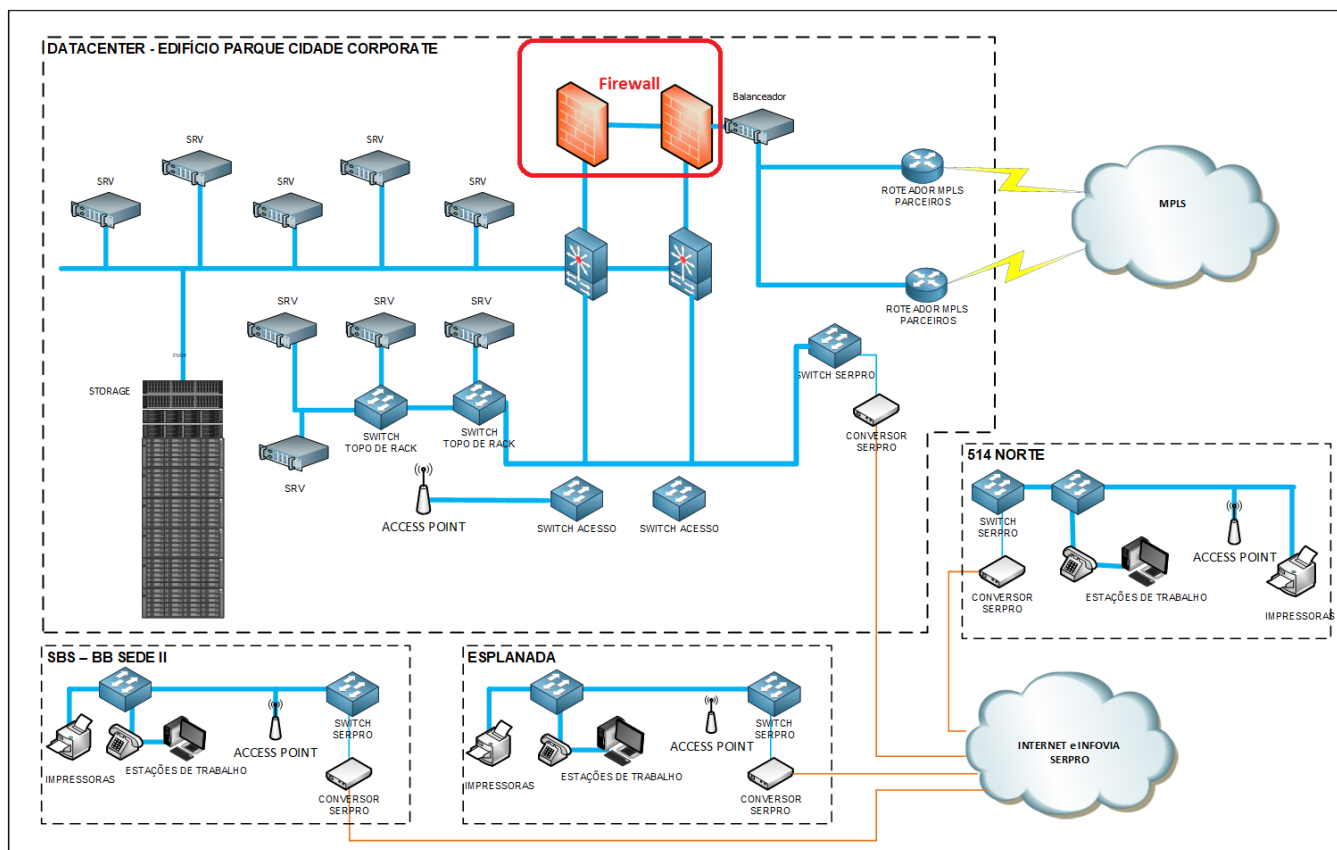 DATACENTER - EDIFÍCIO PARQUE CIDADE CORPORATE
Firewall
Balanceador
SRV
SRV
SRV
SRV
SRV
ROTEADOR MPLS
PARCEIROS
MPLS
ROTEADOR MPLS
PARCEIROS
SRV
SRV
SRV
STORAGE
SWITCH SERPRO
SWITCH
TOPO DE RACK
SWITCH
TOPO DE RACK
SRV
CONVERSOR
SERPRO
ACCESS POINT
SWITCH ACESSO
SWITCH ACESSO
514 NORTE
SWITCH
SERPRO
ACCESS POINT
CONVERSOR
SERPRO
ESTAÇÕES DE TRABALHO
IMPRESSORAS
SBS – BB SEDE II
SWITCH
SERPRO
ACCESS POINT
ESTAÇÕES DE TRABALHO
IMPRESSORAS
CONVERSOR
SERPRO
ESPLANADA
SWITCH
SERPRO
ACCESS POINT
ESTAÇÕES DE TRABALHO
IMPRESSORAS
CONVERSOR
SERPRO
INTERNET e INFOVIA
SERPRO